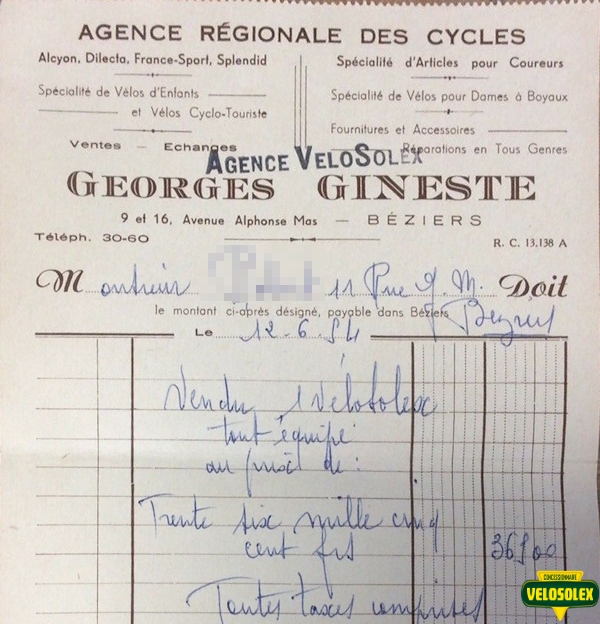 AGENCE RÉGIONALE DES CYCLES
Alcyon, Dilecta, France-Sport, Splendid
Spécialité de Vélos d'Enfants
et Vélos Cyclo-Touriste
Ventes — Echanges
Spécialité d'Articles pour Coureurs
Spécialité de Vélos pour Dames à Boyaux
Fournitures et Accessoires
Réparations en Tous Genres
AGENCE VELOSOLEX
GEORGES GINESTE
9 et 16, Avenue Alphonse Mas — BÉZIERS
Téléph. 30-60
R. C. 13.138 A
Monsieur 11 Rue J. M. Doit
le montant ci-après désigné, payable dans Béziers
Béziers
Le 12.6.54
Vendu 1 Vélosolex
tout équipé
au prix de :
Trente six mille cinq
cent frs 36500
Toutes taxes comprises
CONCESSIONNAIRE
VELOSOLEX